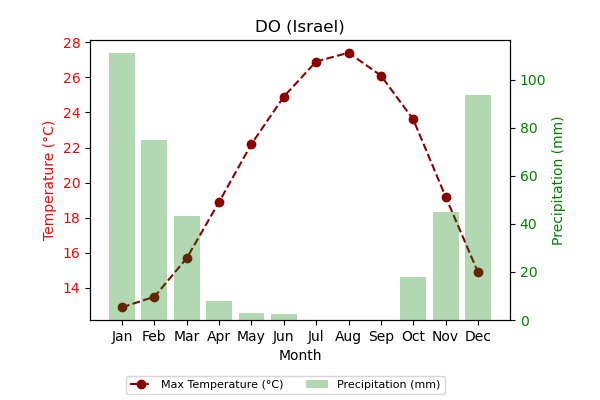 DO (Israel)
28
26
24
22
20
18
16
14
Temperature (°C)
100
80
60
40
20
0
Precipitation (mm)
Jan Feb Mar Apr May Jun Jul Aug Sep Oct Nov Dec
Month
Max Temperature (°C) Precipitation (mm)